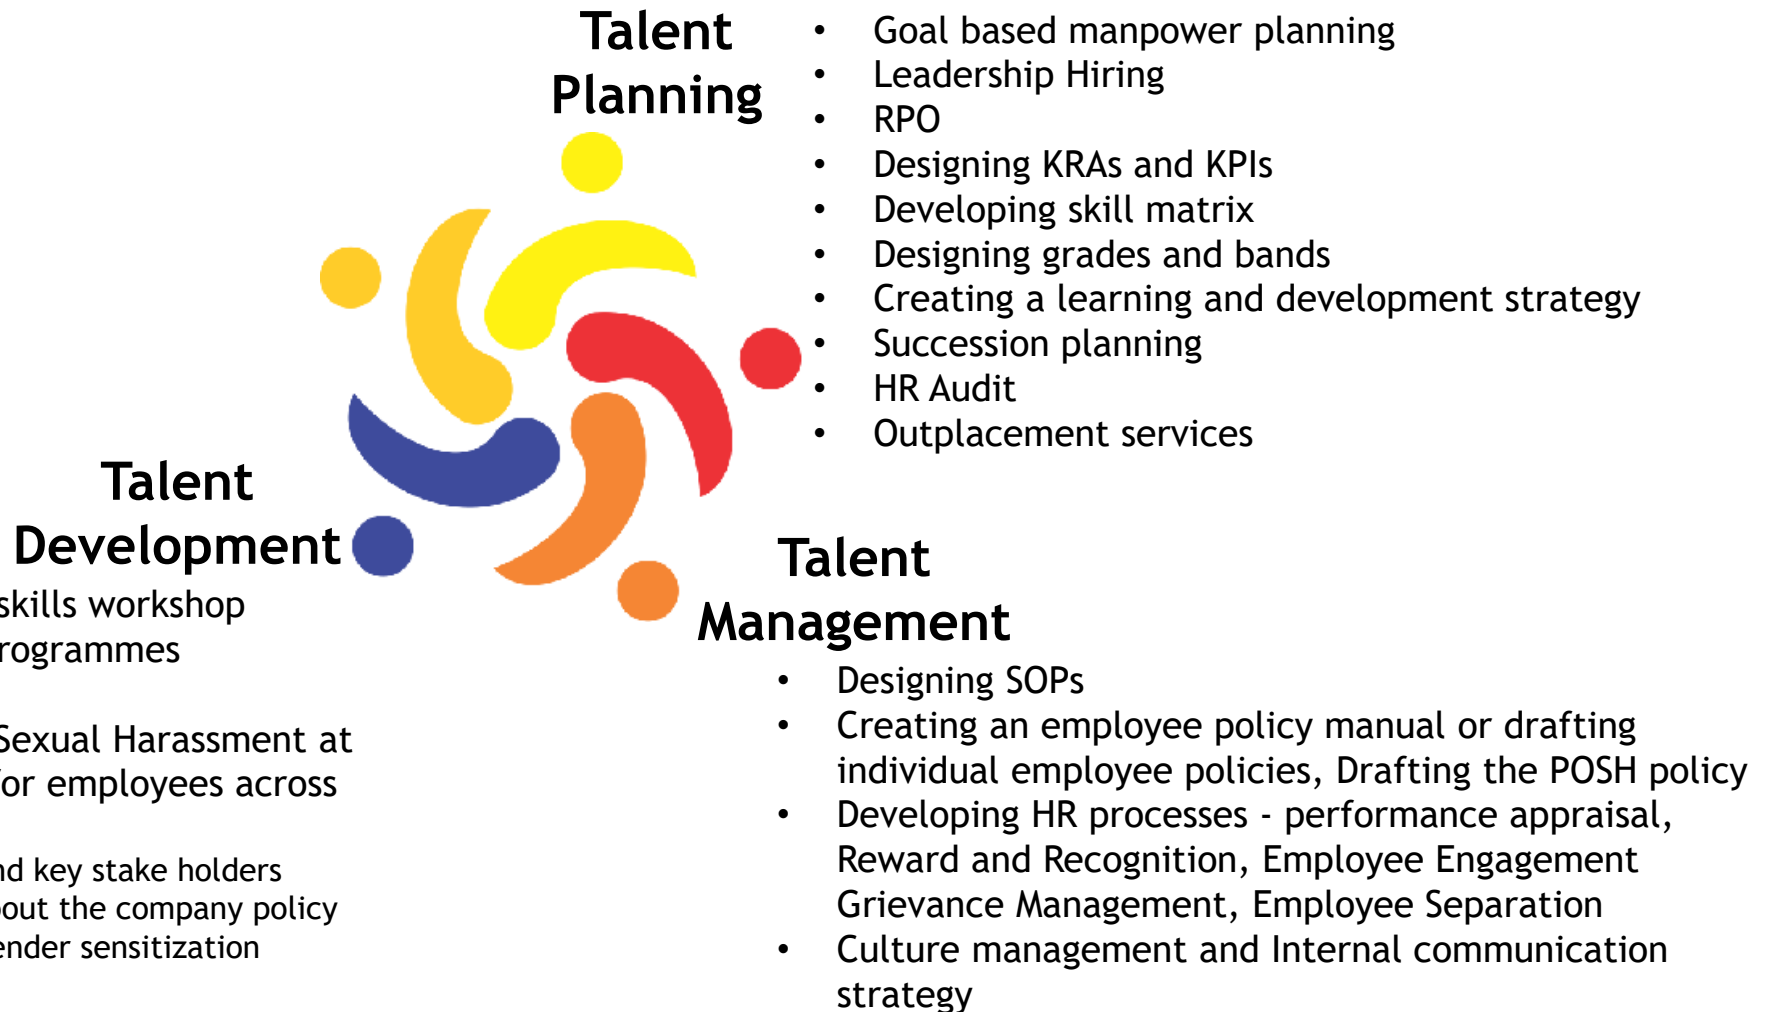 Talent
Planning
• Goal based manpower planning
• Leadership Hiring
• RPO
• Designing KRAs and KPIs
• Developing skill matrix
• Designing grades and bands
• Creating a learning and development strategy
• Succession planning
• HR Audit
• Outplacement services
Talent
Development
skills workshop
rogrammes
Sexual Harassment at
or employees across
nd key stake holders
bout the company policy
ender sensitization
Talent
Management
• Designing SOPs
• Creating an employee policy manual or drafting
individual employee policies, Drafting the POSH policy
• Developing HR processes - performance appraisal,
Reward and Recognition, Employee Engagement
Grievance Management, Employee Separation
• Culture management and Internal communication
strategy